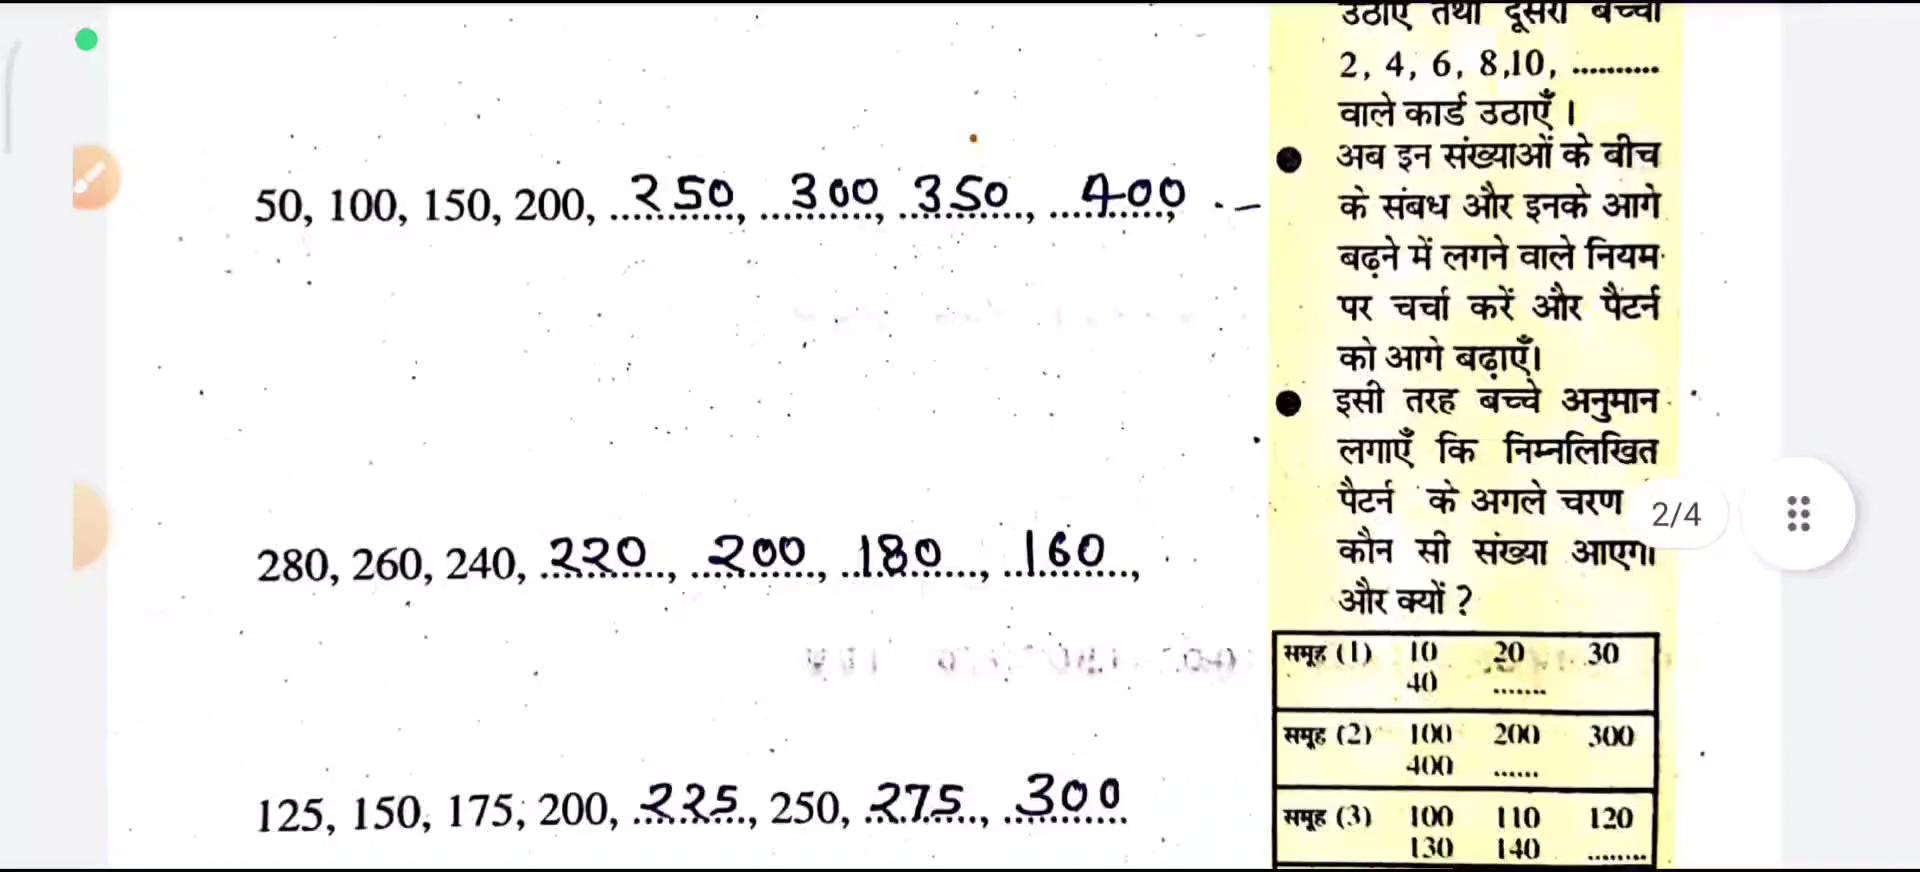 50, 100, 150, 200, 250, 300, 350, 400,
280, 260, 240, 220, 200, 180, 160,
125, 150, 175, 200, 225, 250, 275, 300
उठाएँ तथा दूसरा बच्चा
2, 4, 6, 8,10, ...........
वाले कार्ड उठाएँ ।
● अब इन संख्याओं के बीच
के संबध और इनके आगे
बढ़ने में लगने वाले नियम
पर चर्चा करें और पैटर्न
को आगे बढ़ाएँ।
● इसी तरह बच्चे अनुमान
लगाएँ कि निम्नलिखित
पैटर्न के अगले चरण
कौन सी संख्या आएगी
और क्यों ?
समूह (1) 10 20 30
40 .......
समूह (2) 100 200 300
400 ......
समूह (3) 100 110 120
130 140 ........
2/4